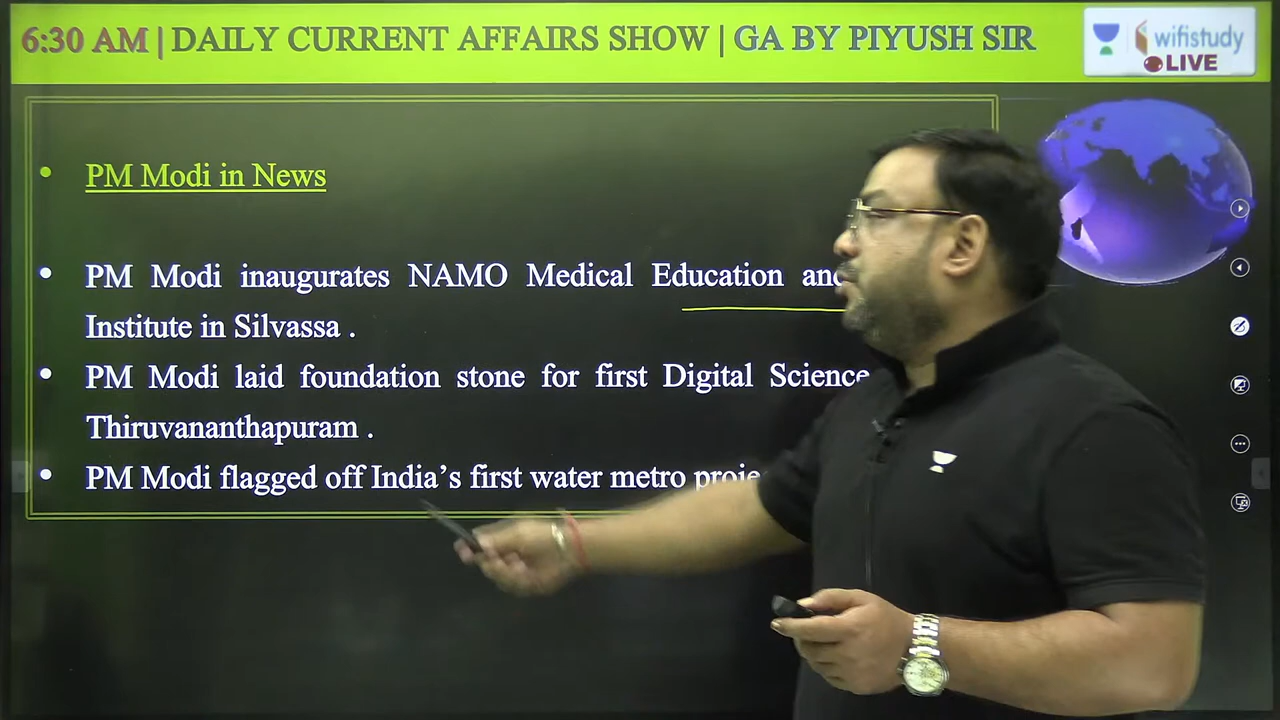 6:30 AM | DAILY CURRENT AFFAIRS SHOW | GA BY PIYUSH SIR
wifistudy
LIVE
• PM Modi in News
• PM Modi inaugurates NAMO Medical Education and
Institute in Silvassa .
• PM Modi laid foundation stone for first Digital Science
Thiruvananthapuram .
• PM Modi flagged off India's first water metro